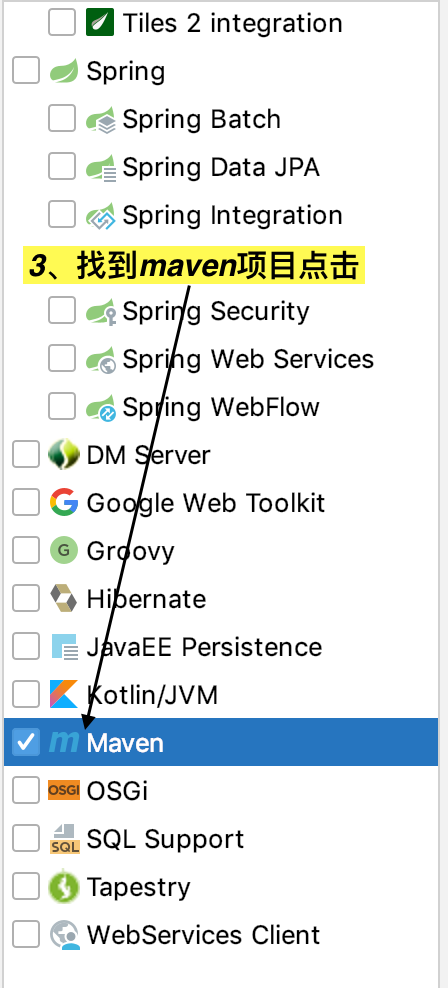 Tiles 2 integration
Spring
Spring Batch
Spring Data JPA
Spring Integration
3、找到maven项目点击
Spring Security
Spring Web Services
Spring WebFlow
DM Server
Google Web Toolkit
G Groovy
Hibernate
JavaEE Persistence
Kotlin/JVM
m Maven
OSGI OSGi
SQL SQL Support
Tapestry
WebServices Client